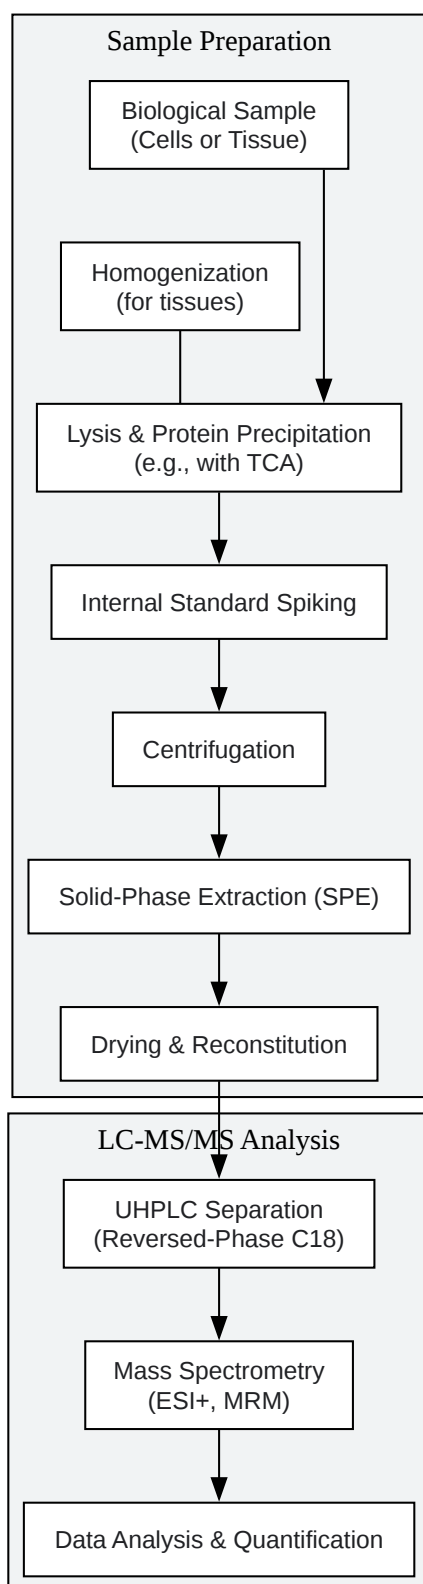 Sample Preparation
Biological Sample
(Cells or Tissue)
Homogenization
(for tissues)
Lysis & Protein Precipitation
(e.g., with TCA)
Internal Standard Spiking
Centrifugation
Solid-Phase Extraction (SPE)
Drying & Reconstitution
LC-MS/MS Analysis
UHPLC Separation
(Reversed-Phase C18)
Mass Spectrometry
(ESI+, MRM)
Data Analysis & Quantification